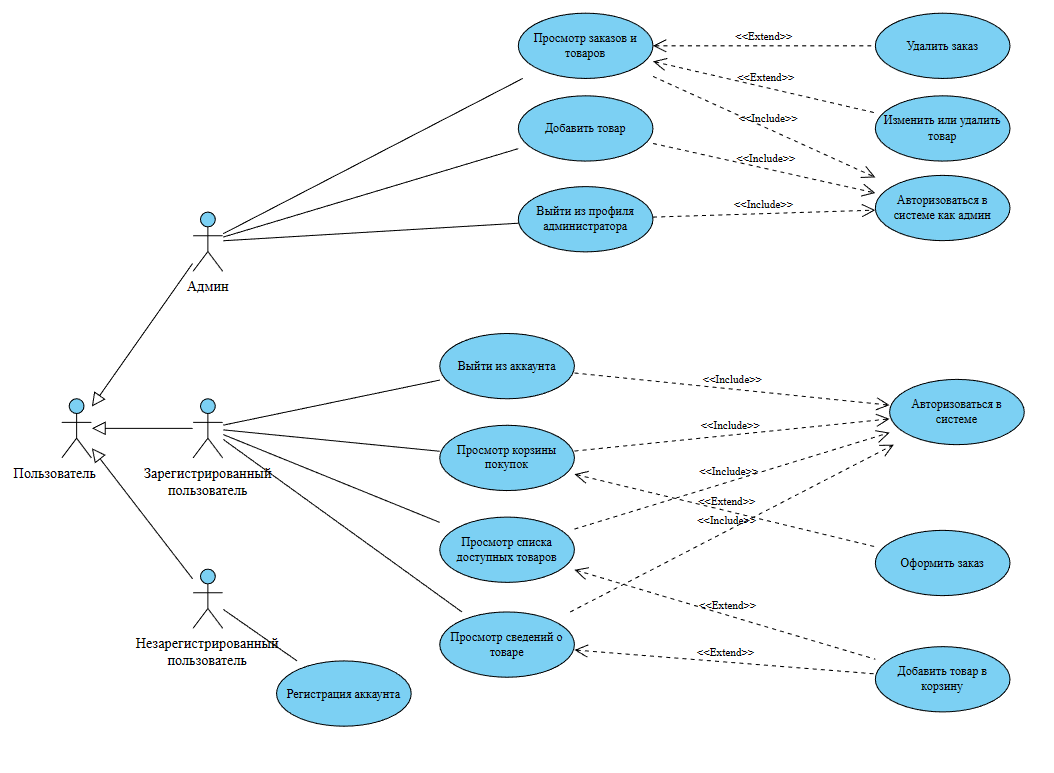 Просмотр заказов и
товаров
<<Extend>>
Удалить заказ
<<Extend>>
Изменить или удалить
товар
<<Include>>
Добавить товар
<<Include>>
Авторизоваться в
системе как админ
<<Include>>
Выйти из профиля
администратора
Админ
Выйти из аккаунта
<<Include>>
Авторизоваться в
системе
<<Include>>
Просмотр корзины
покупок
Пользователь
Зарегистрированный
пользователь
<<Include>>
<<Extend>>
<<Include>>
Просмотр списка
доступных товаров
Оформить заказ
<<Extend>>
Просмотр сведений о
товаре
<<Extend>>
Добавить товар в
корзину
Незарегистрированный
пользователь
Регистрация аккаунта